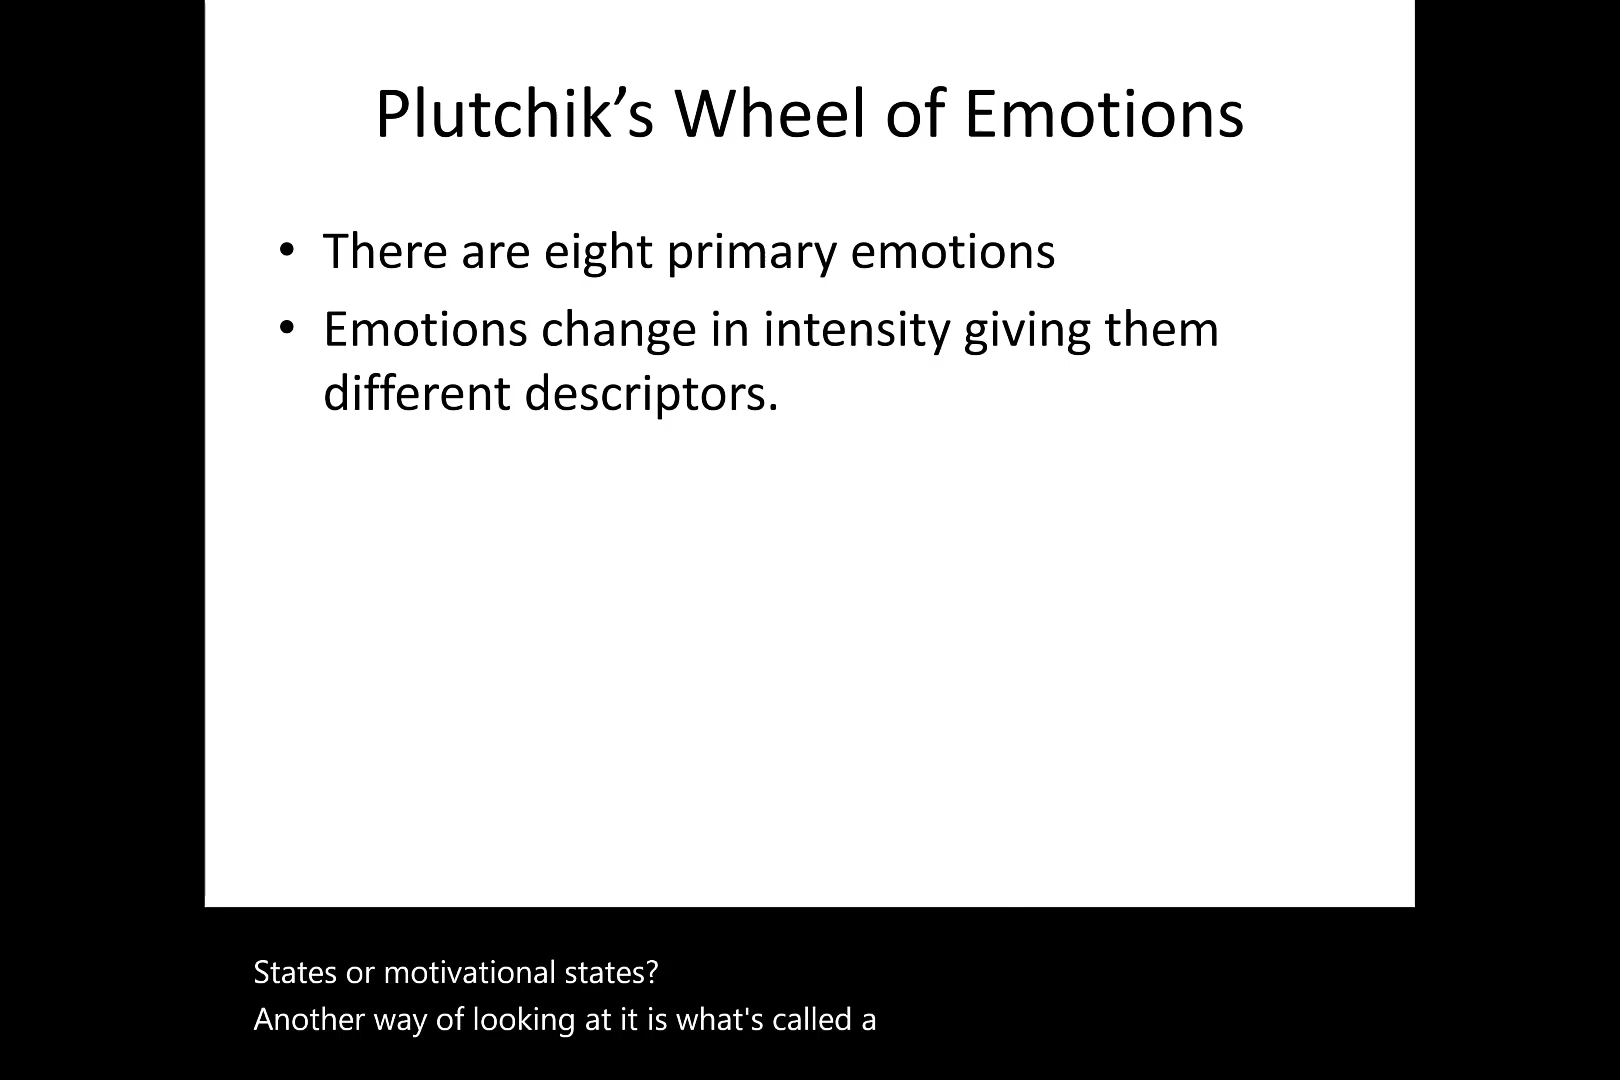 Plutchik’s Wheel of Emotions
• There are eight primary emotions
• Emotions change in intensity giving them
different descriptors.
States or motivational states?
Another way of looking at it is what's called a